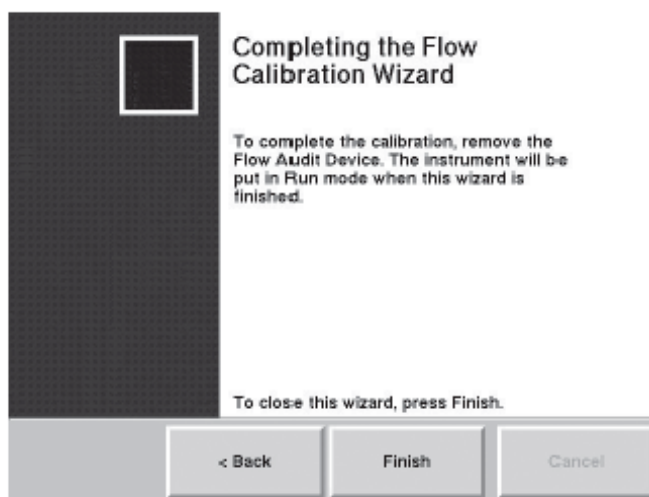 Completing the Flow
Calibration Wizard
To complete the calibration, remove the
Flow Audit Device. The instrument will be
put in Run mode when this wizard is
finished.
To close this wizard, press Finish.
< Back
Finish
Cancel